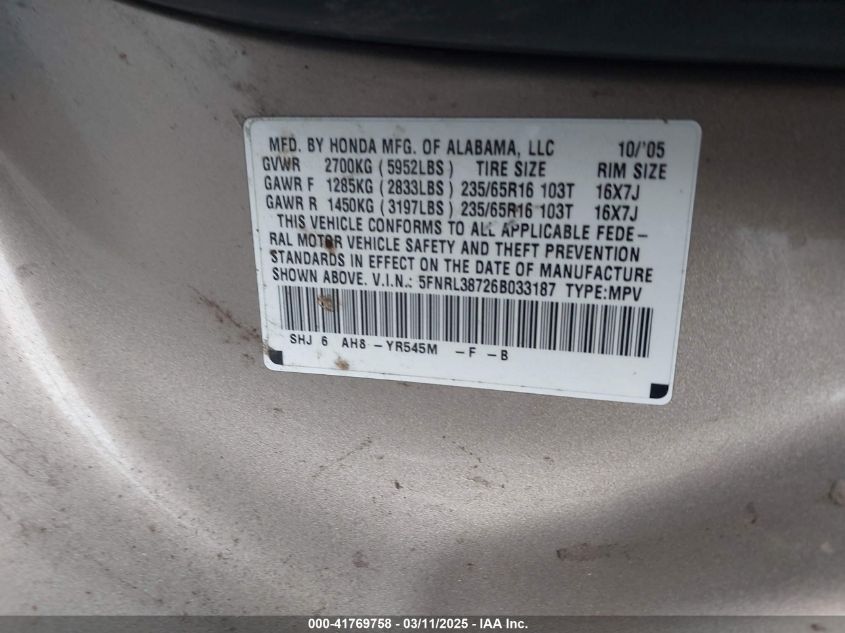 MFD. BY HONDA MFG. OF ALABAMA, LLC 10/'05
GVWR 2700KG (5952LBS) TIRE SIZE RIM SIZE
GAWR F 1285KG (2833LBS) 235/65R16 103T 16X7J
GAWR R 1450KG (3197LBS) 235/65R16 103T 16X7J
THIS VEHICLE CONFORMS TO ALL APPLICABLE FEDE-
RAL MOTOR VEHICLE SAFETY AND THEFT PREVENTION
STANDARDS IN EFFECT ON THE DATE OF MANUFACTURE
SHOWN ABOVE. V.I.N.: 5FNRL38726B033187 TYPE:MPV
SHJ 6 AH8 -YR545M -F -B
000-41769758 - 03/11/2025 - IAA Inc.